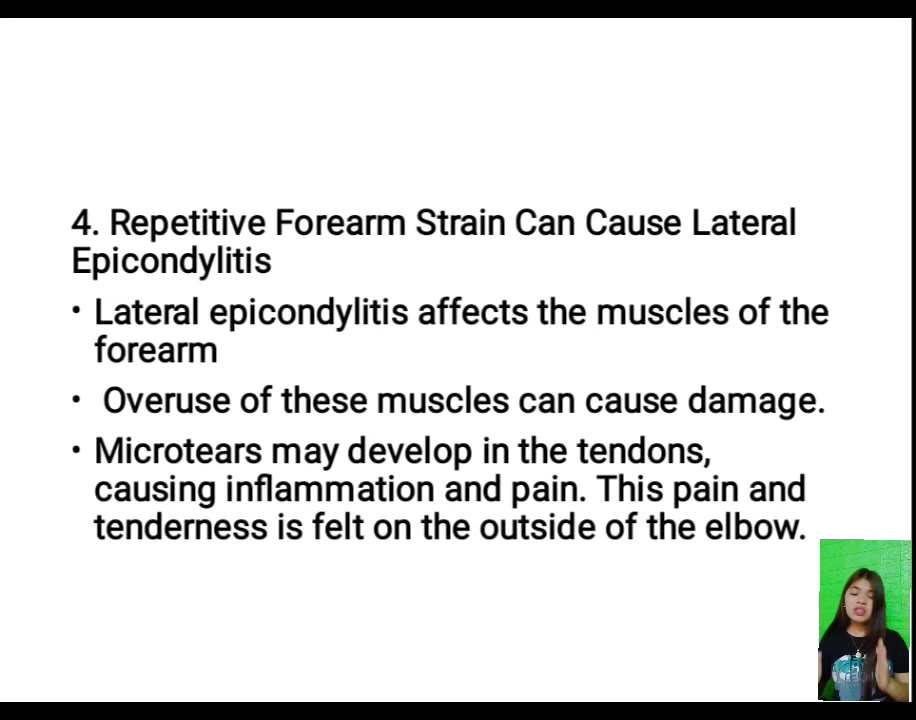 4. Repetitive Forearm Strain Can Cause Lateral
Epicondylitis
• Lateral epicondylitis affects the muscles of the
forearm
• Overuse of these muscles can cause damage.
• Microtears may develop in the tendons,
causing inflammation and pain. This pain and
tenderness is felt on the outside of the elbow.